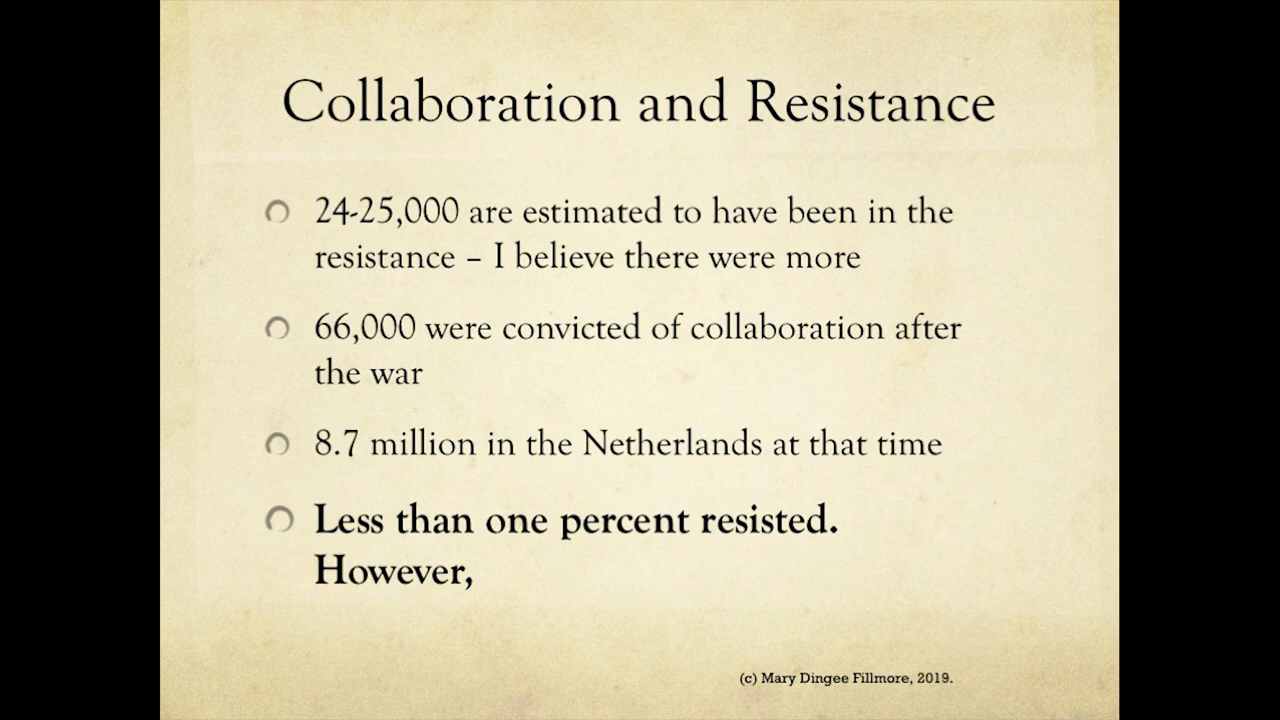 Collaboration and Resistance
24-25,000 are estimated to have been in the
resistance – I believe there were more
66,000 were convicted of collaboration after
the war
8.7 million in the Netherlands at that time
Less than one percent resisted.
However,
(c) Mary Dingee Fillmore, 2019.